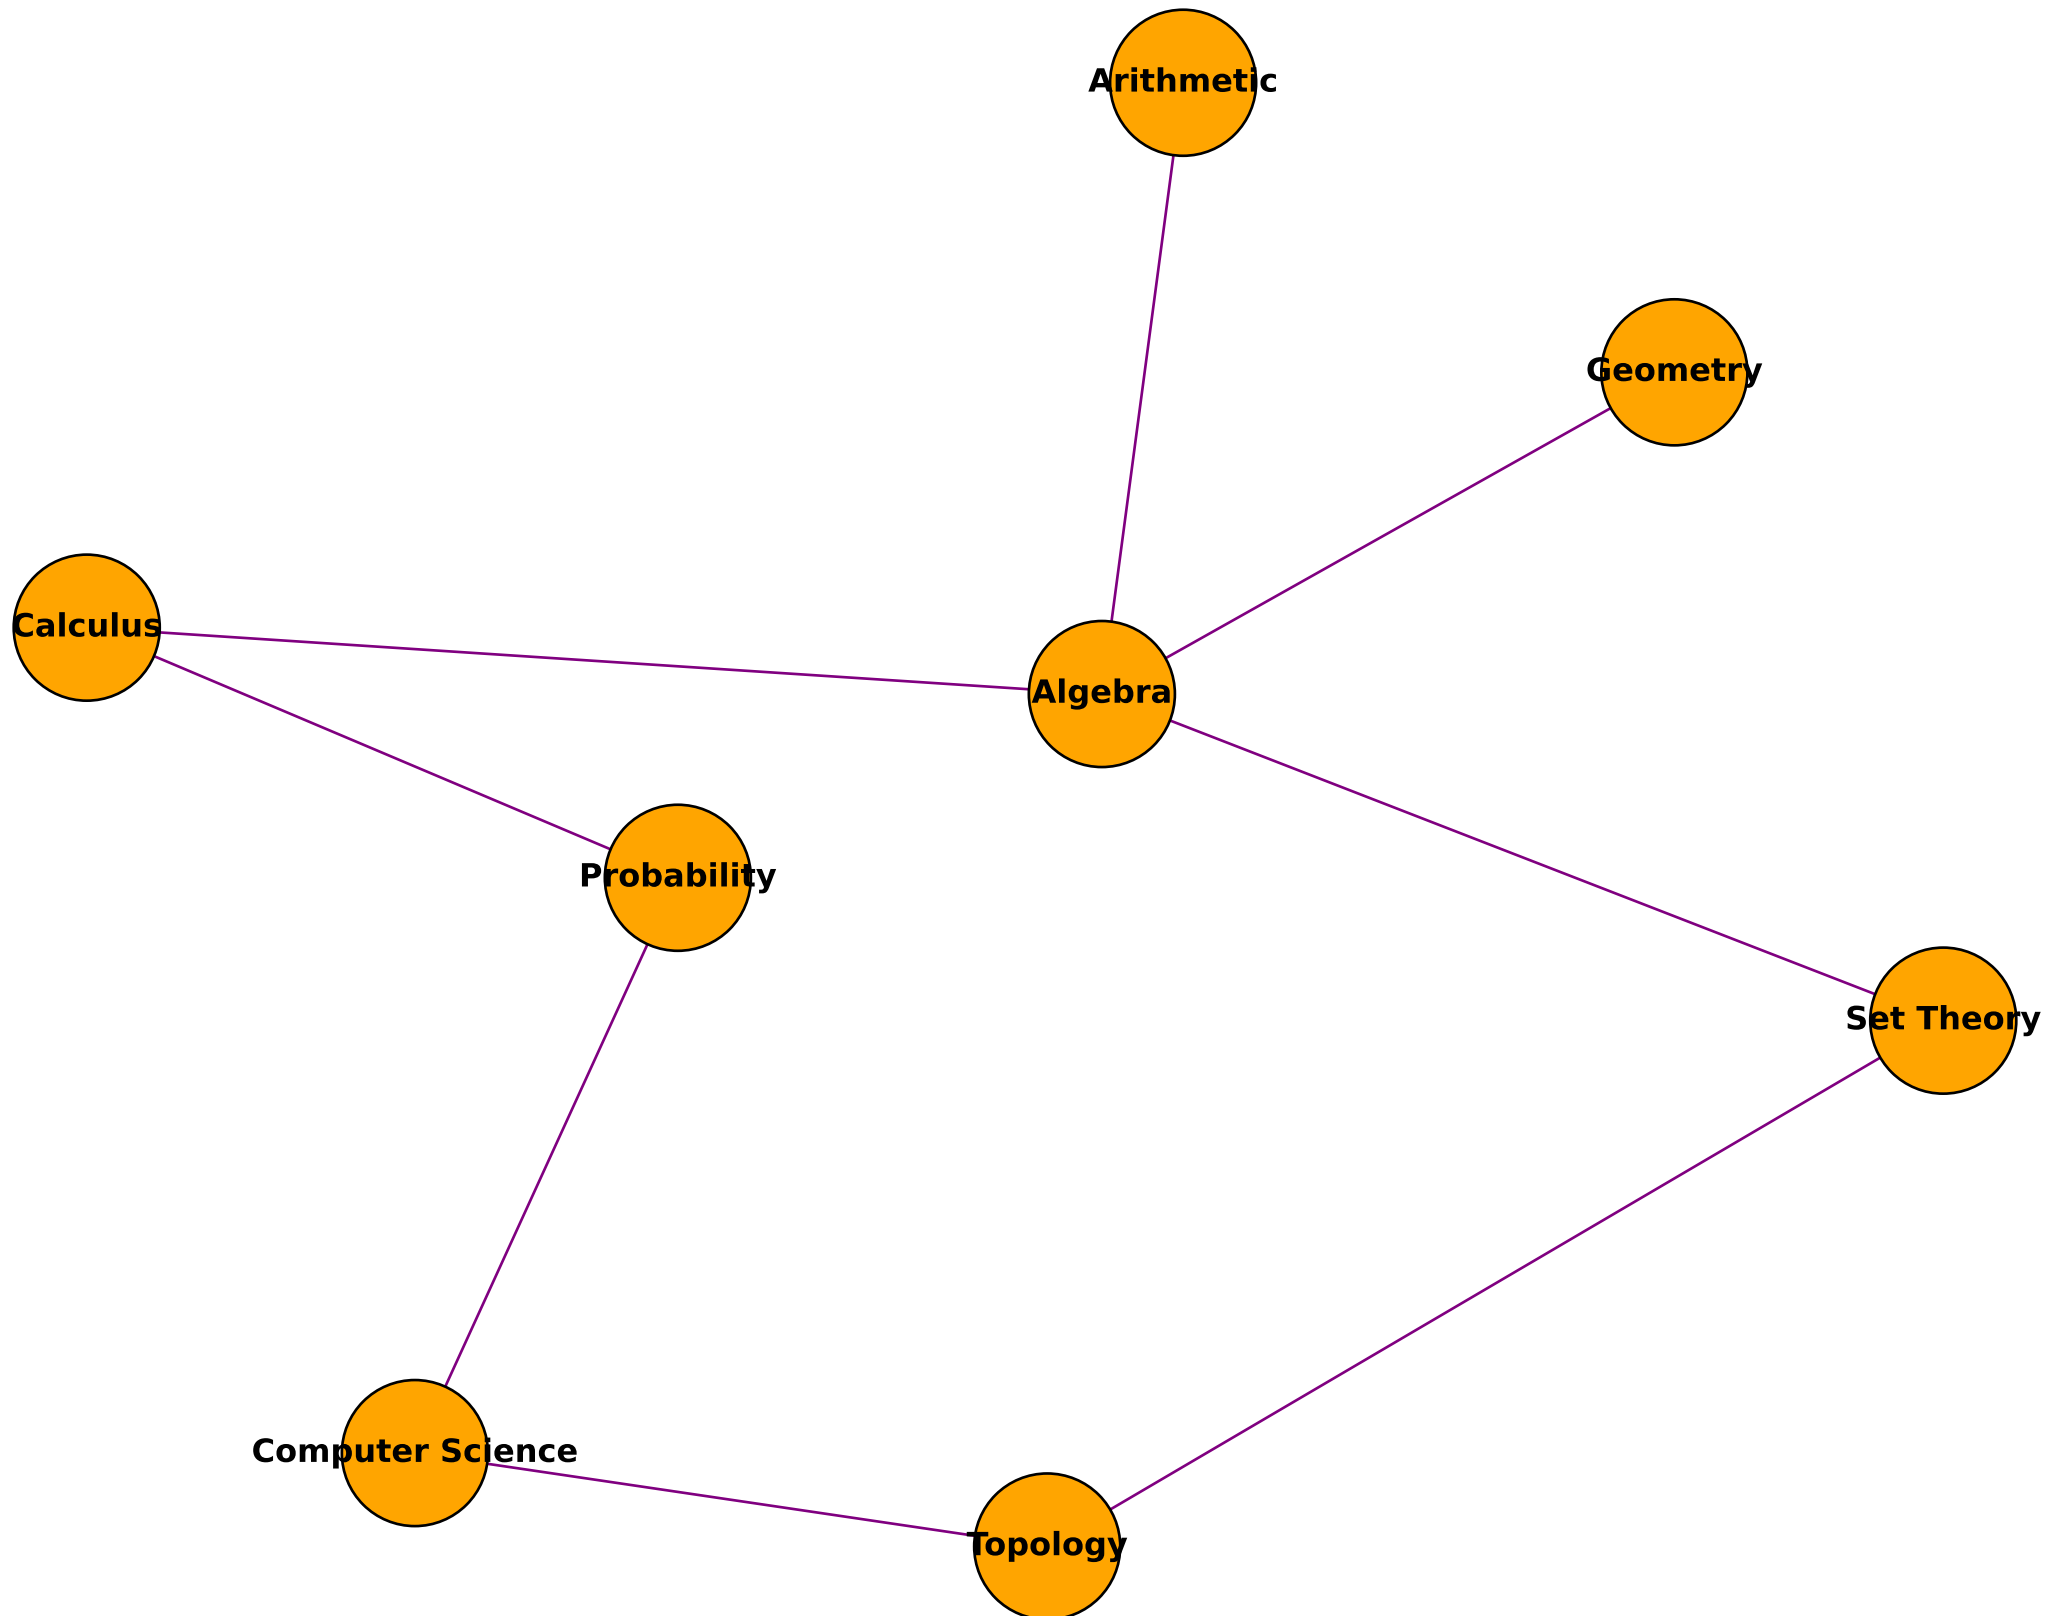 Arithmetic
Geometry
Calculus
Algebra
Probability
Set Theory
Computer Science
Topology